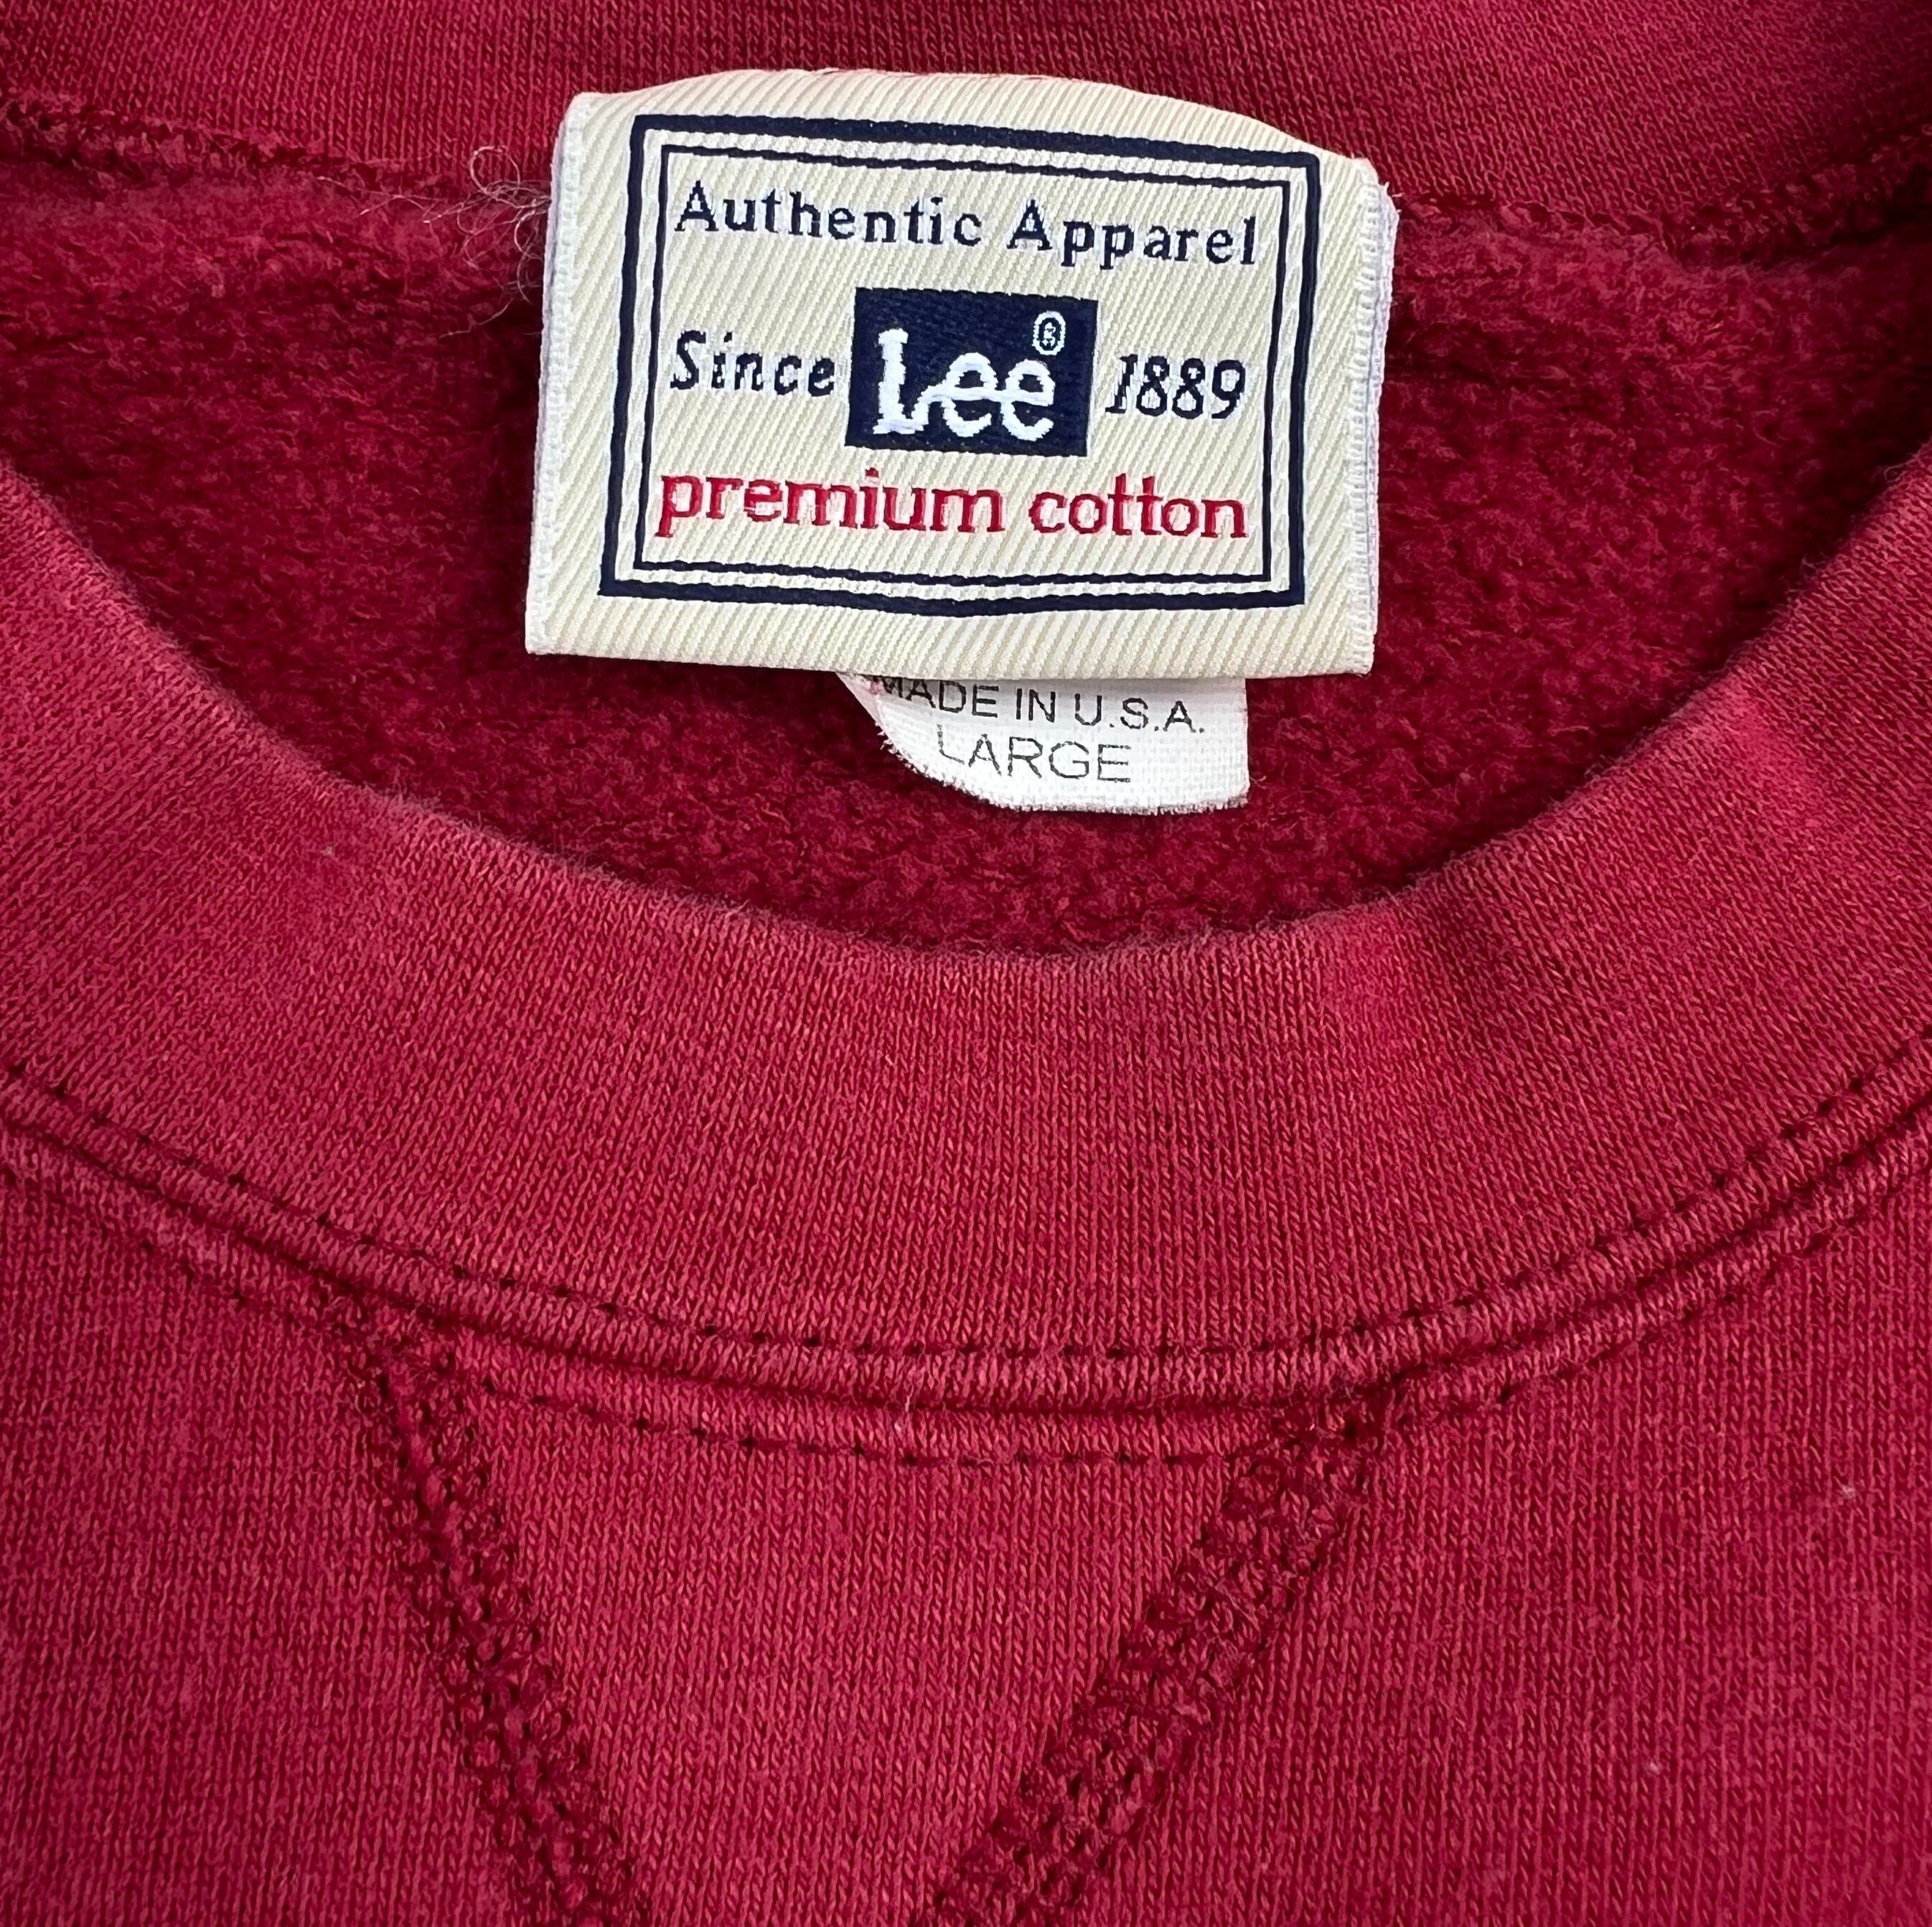 Authentic Apparel
Since Lee® 1889
premium cotton
MADE IN U.S.A.
LARGE